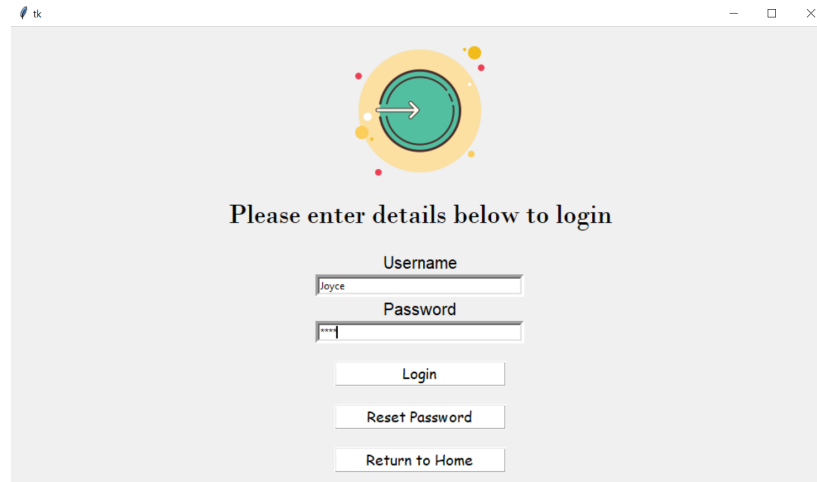 tk
Please enter details below to login
Username
Joyce
Password
****
Login
Reset Password
Return to Home